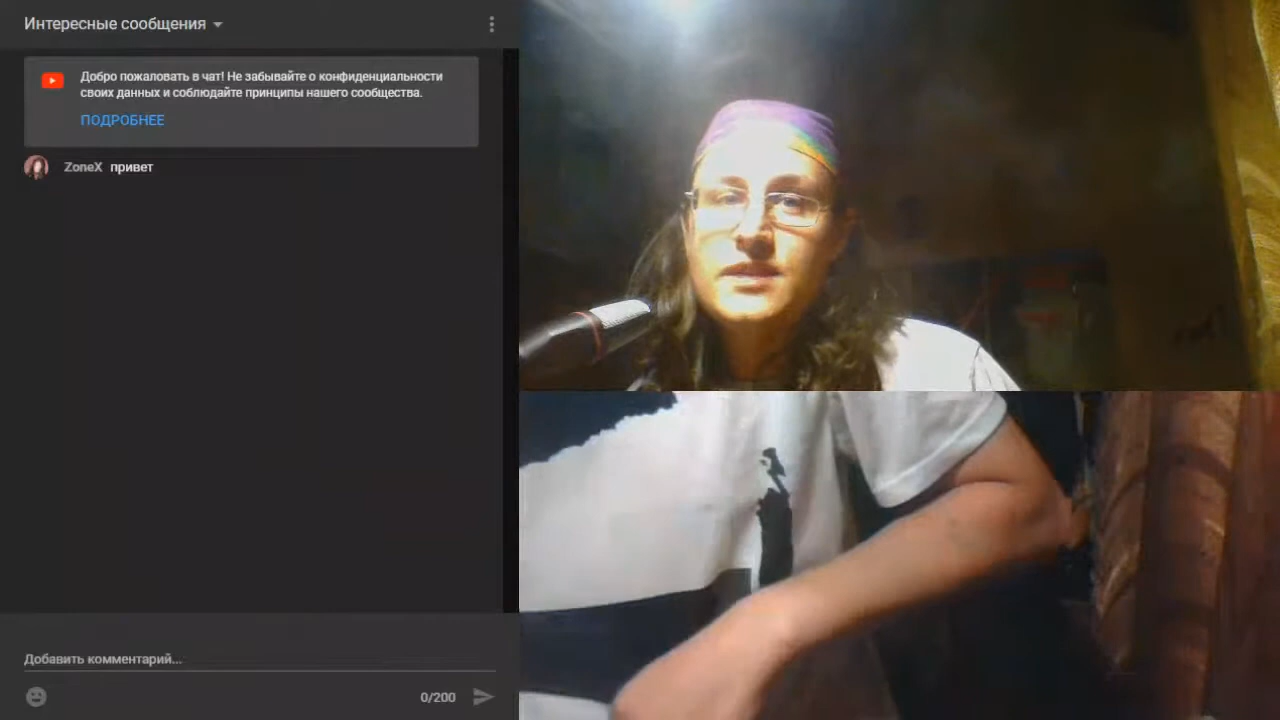 Интересные сообщения
Добро пожаловать в чат! Не забывайте о конфиденциальности
своих данных и соблюдайте принципы нашего сообщества.
ПОДРОБНЕЕ
ZoneX привет
Добавить комментарий...
0/200